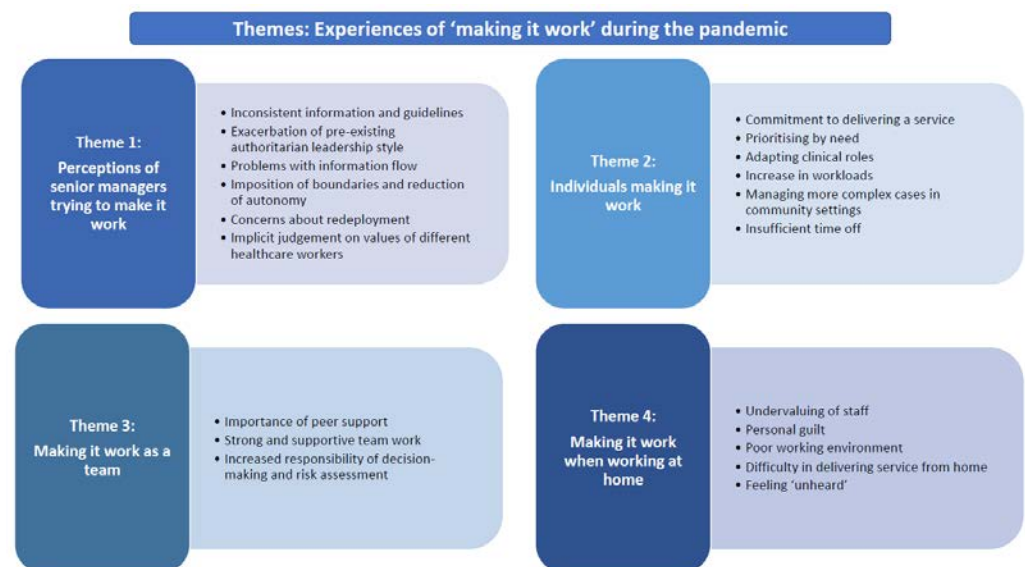 Themes: Experiences of ‘making it work’ during the pandemic
Theme 1:
Perceptions of
senior managers
trying to make it
work
• Inconsistent information and guidelines
• Exacerbation of pre-existing
authoritarian leadership style
• Problems with information flow
• Imposition of boundaries and reduction
of autonomy
• Concerns about redeployment
• Implicit judgement on values of different
healthcare workers
Theme 2:
Individuals making it
work
• Commitment to delivering a service
• Prioritising by need
• Adapting clinical roles
• Increase in workloads
• Managing more complex cases in
community settings
• Insufficient time off
Theme 3:
Making it work as a
team
• Importance of peer support
• Strong and supportive team work
• Increased responsibility of decision-
making and risk assessment
Theme 4:
Making it work
when working at
home
• Undervaluing of staff
• Personal guilt
• Poor working environment
• Difficulty in delivering service from home
• Feeling ‘unheard’